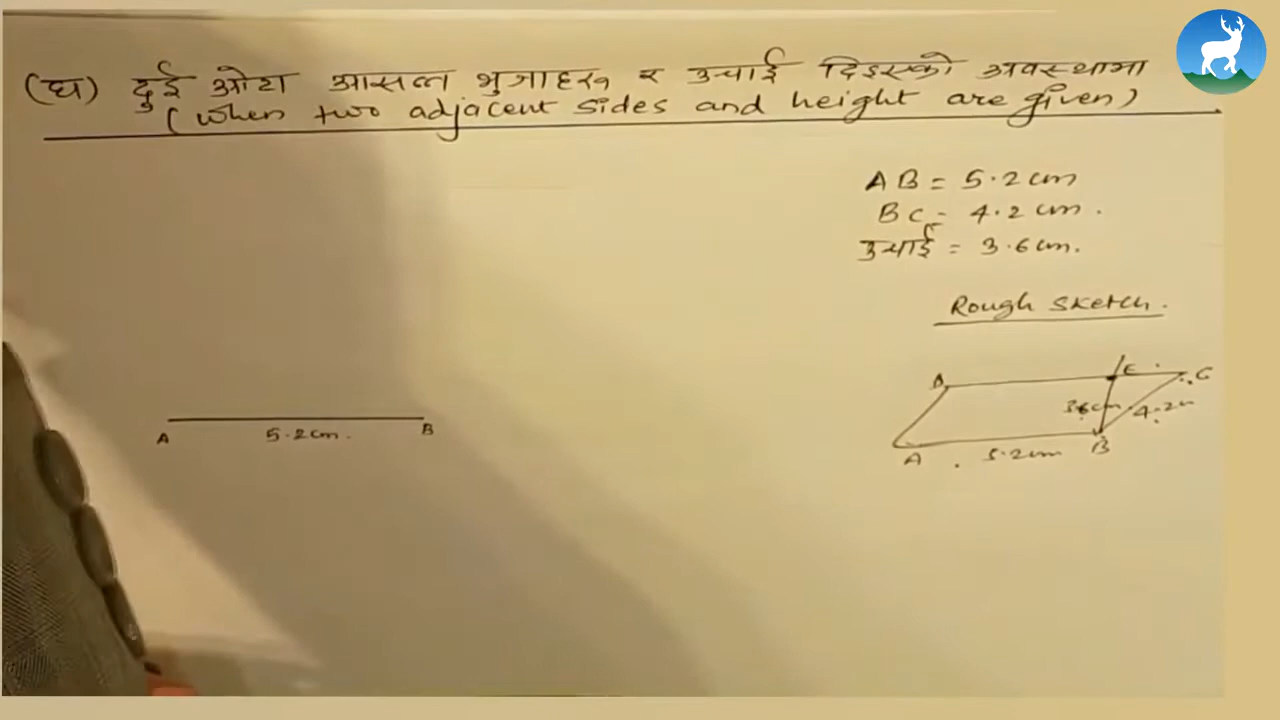 (घ) दुई ओटा आसन्न भुजाहरू र उचाई दिइएको अवस्थामा
(when two adjacent sides and height are given)
AB = 5.2 cm
BC = 4.2 cm.
उचाई = 3.6 cm.
Rough sketch.
D E C
3.6cm 4.2
A 5.2cm B
A 5.2cm. B